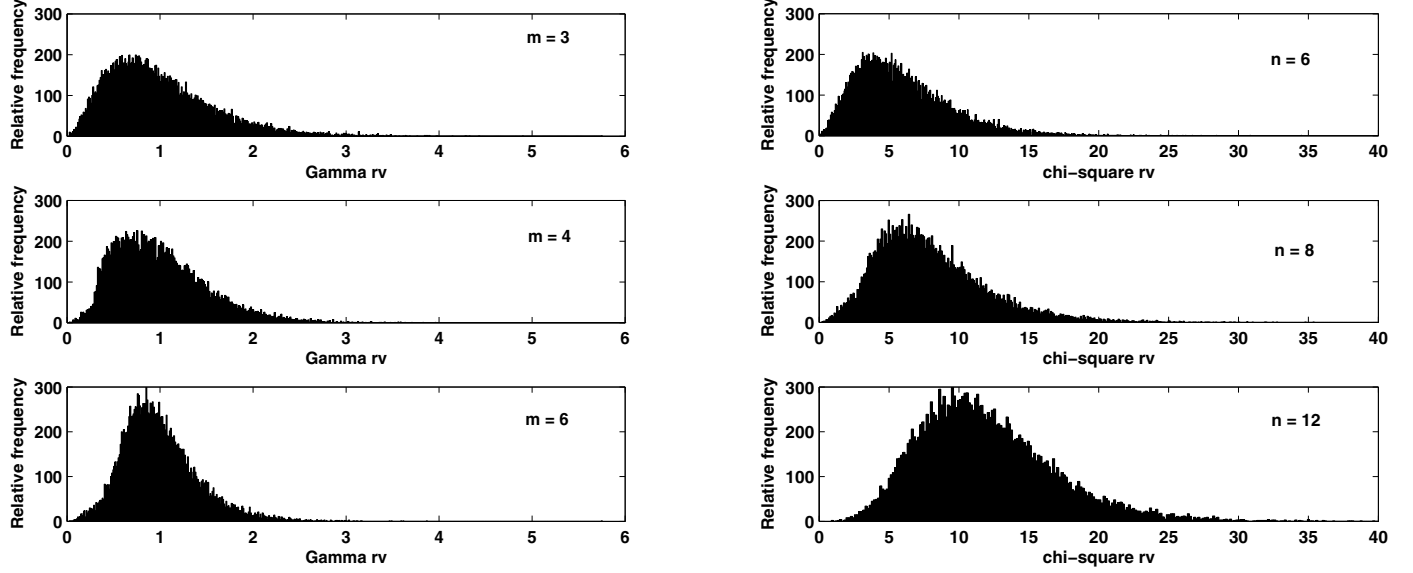 300
200
100
0
Relative frequency
m = 3
0 1 2 3 4 5 6
Gamma rv
300
200
100
0
Relative frequency
n = 6
0 5 10 15 20 25 30 35 40
chi−square rv
300
200
100
0
Relative frequency
m = 4
0 1 2 3 4 5 6
Gamma rv
300
200
100
0
Relative frequency
n = 8
0 5 10 15 20 25 30 35 40
chi−square rv
300
200
100
0
Relative frequency
m = 6
0 1 2 3 4 5 6
Gamma rv
300
200
100
0
Relative frequency
n = 12
0 5 10 15 20 25 30 35 40
chi−square rv